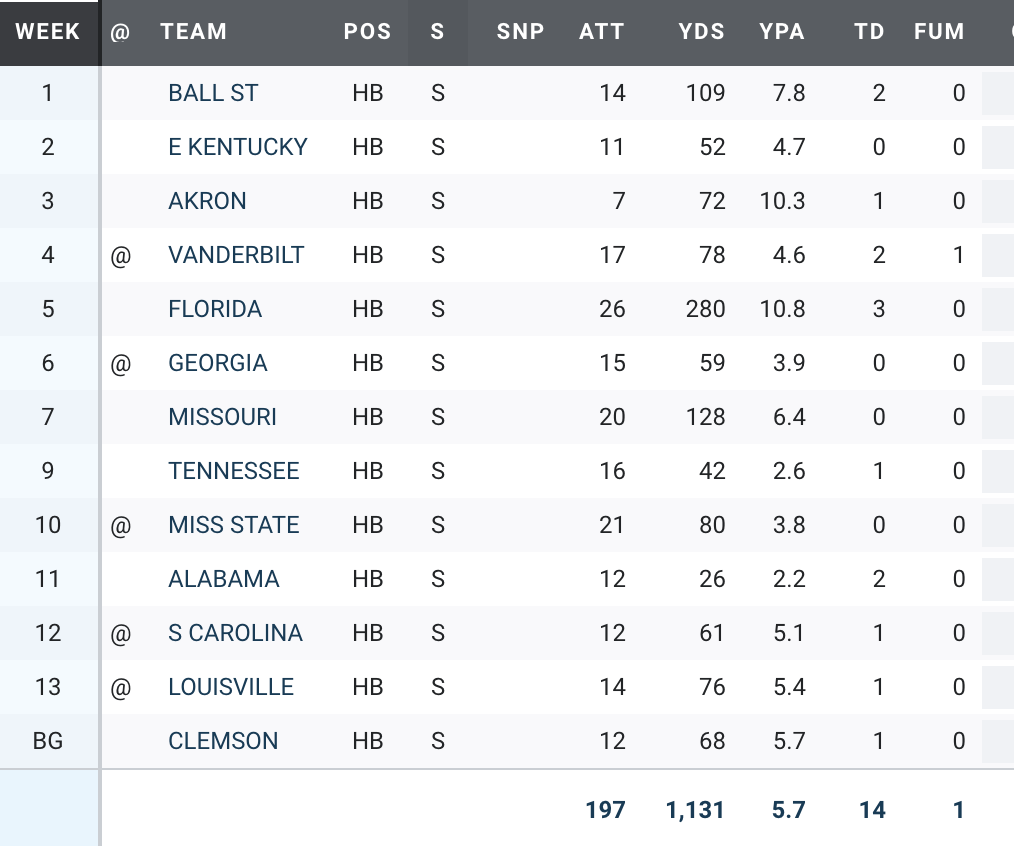 WEEK @ TEAM POS S SNP ATT YDS YPA TD FUM
1 BALL ST HB S 14 109 7.8 2 0
2 E KENTUCKY HB S 11 52 4.7 0 0
3 AKRON HB S 7 72 10.3 1 0
4 @ VANDERBILT HB S 17 78 4.6 2 1
5 FLORIDA HB S 26 280 10.8 3 0
6 @ GEORGIA HB S 15 59 3.9 0 0
7 MISSOURI HB S 20 128 6.4 0 0
9 TENNESSEE HB S 16 42 2.6 1 0
10 @ MISS STATE HB S 21 80 3.8 0 0
11 ALABAMA HB S 12 26 2.2 2 0
12 @ S CAROLINA HB S 12 61 5.1 1 0
13 @ LOUISVILLE HB S 14 76 5.4 1 0
BG CLEMSON HB S 12 68 5.7 1 0
197 1,131 5.7 14 1